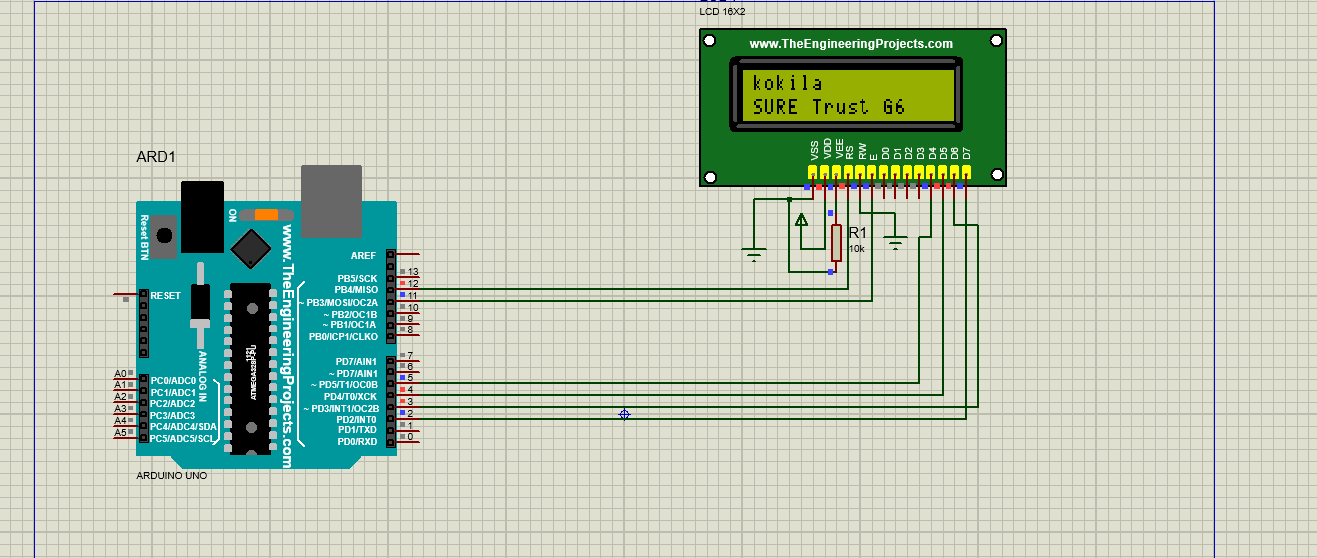 LCD 16X2
www.TheEngineeringProjects.com
kokila
SURE Trust G6
VSS
VDD
VEE
RS
RW
E
D0
D1
D2
D3
D4
D5
D6
D7
R1
10k
ARD1
Reset BTN
ON
www.TheEngineeringProjects.com
AREF
PB5/SCK 13
PB4/MISO 12
~ PB3/MOSI/OC2A 11
~ PB2/OC1B 10
~ PB1/OC1A 9
PB0/ICP1/CLKO 8
PD7/AIN1 7
~ PD7/AIN1 6
~ PD5/T1/OC0B 5
PD4/T0/XCK 4
~ PD3/INT1/OC2B 3
PD2/INT0 2
PD1/TXD 1
PD0/RXD 0
RESET
ANALOG IN
ATMEGA328P-PU
1121
A0 PC0/ADC0
A1 PC1/ADC1
A2 PC2/ADC2
A3 PC3/ADC3
A4 PC4/ADC4/SDA
A5 PC5/ADC5/SCL
ARDUINO UNO